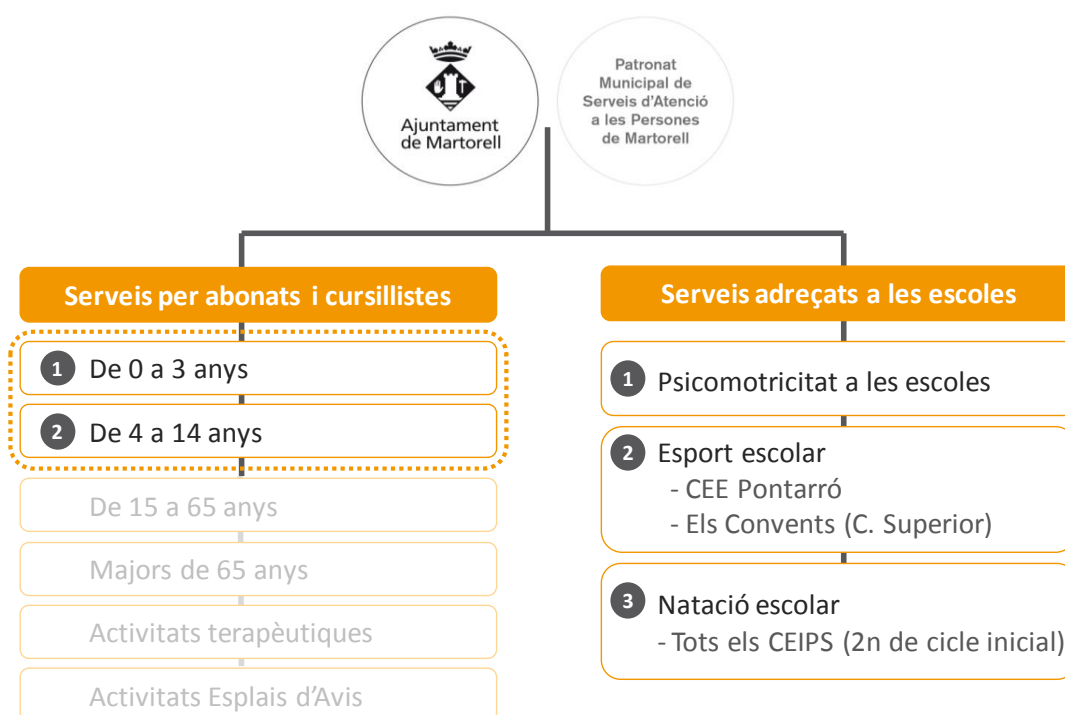 Ajuntament
de Martorell
Patronat
Municipal de
Serveis d'Atenció
a les Persones
de Martorell
Serveis per abonats i cursillistes
1 De 0 a 3 anys
2 De 4 a 14 anys
De 15 a 65 anys
Majors de 65 anys
Activitats terapèutiques
Activitats Esplais d'Avis
Serveis adreçats a les escoles
1 Psicomotricitat a les escoles
2 Esport escolar
- CEE Pontarró
- Els Convents (C. Superior)
3 Natació escolar
- Tots els CEIPS (2n de cicle inicial)